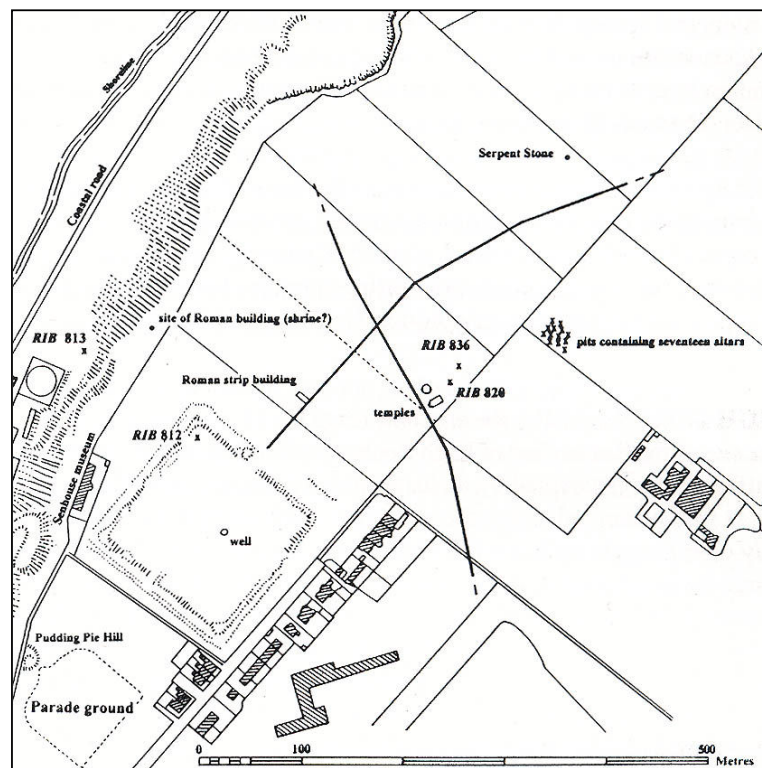 Shoreline
Coastal road
Serpent Stone
site of Roman building (shrine?)
RIB 813
RIB 836
pits containing seventeen altars
Roman strip building
RIB 820
temples
RIB 812
Senhouse museum
well
Pudding Pie Hill
Parade ground
0 100 500
Metres